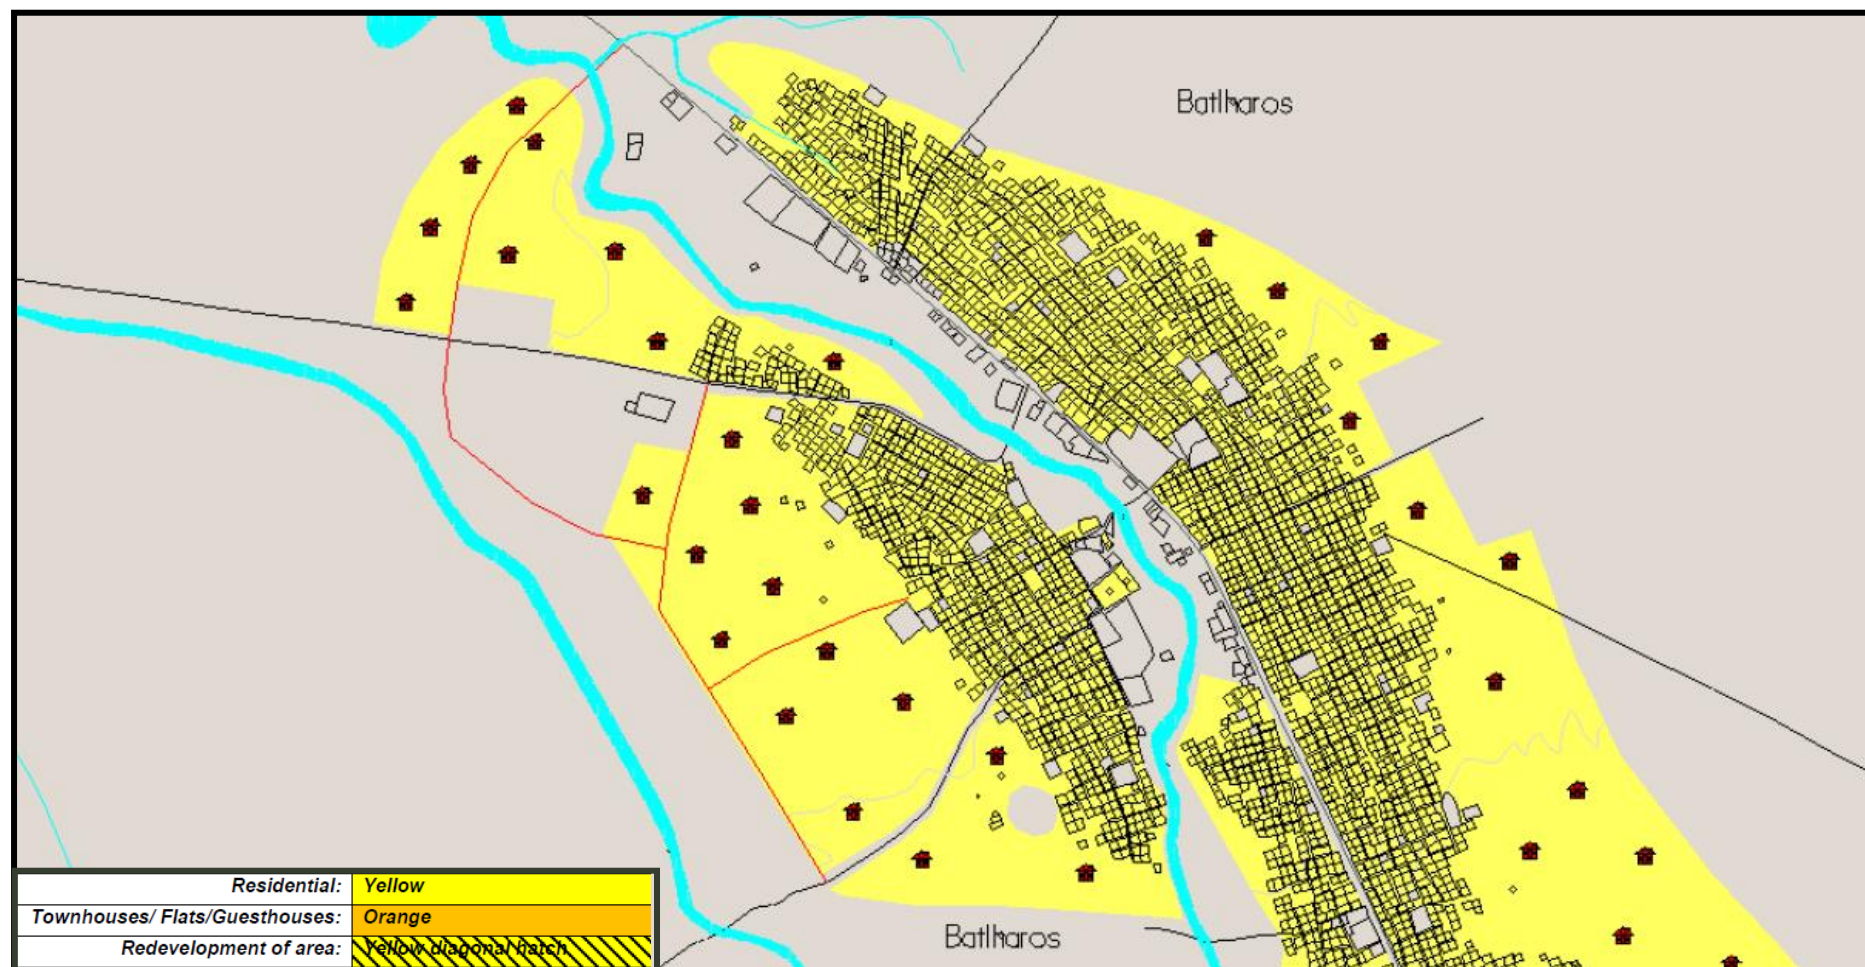 Batlharos
Batlharos
Residential: Yellow
Townhouses/ Flats/Guesthouses: Orange
Redevelopment of area: Yellow diagonal hatch